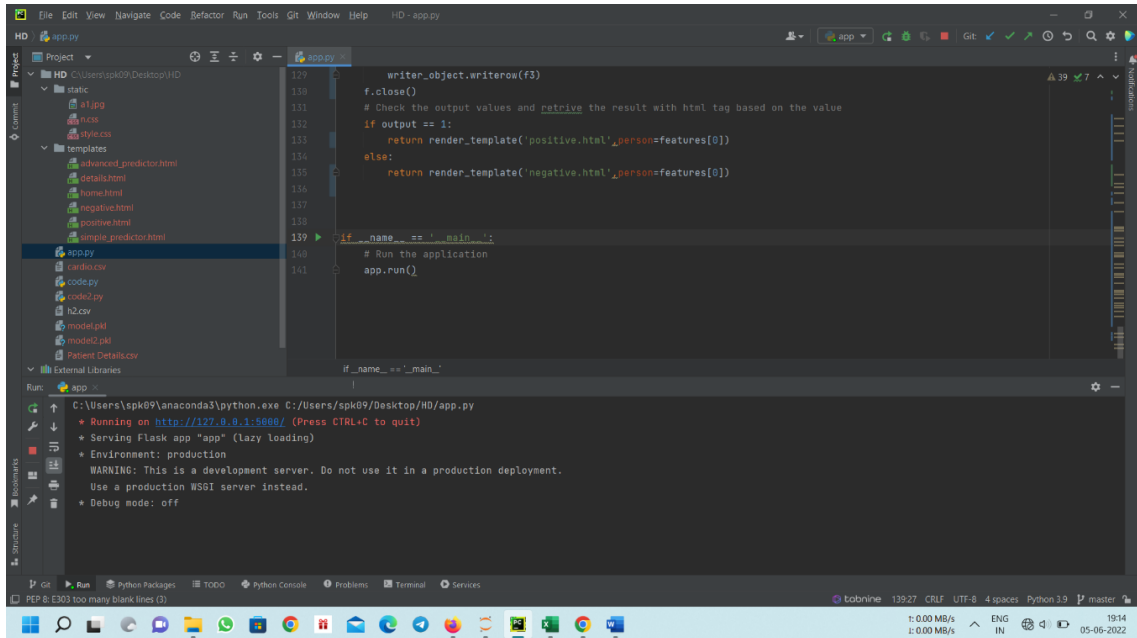 File Edit View Navigate Code Refactor Run Tools Git Window Help HD - app.py
HD app.py
app
Git:
Project
app.py
HD C:\Users\spk09\Desktop\HD
static
a1.jpg
n.css
style.css
templates
advanced_predictor.html
details.html
home.html
negative.html
positive.html
simple_predictor.html
app.py
cardio.csv
code.py
code2.py
h2.csv
model.pkl
model2.pkl
Patient Details.csv
External Libraries
Project
Commit
Bookmarks
Structure
Notifications
39 7
129 writer_object.writerow(f3)
130 f.close()
131 # Check the output values and retrive the result with html tag based on the value
132 if output == 1:
133 return render_template('positive.html',person=features[0])
134 else:
135 return render_template('negative.html',person=features[0])
136
137
138
139 if __name__ == '__main__':
140 # Run the application
141 app.run()
if __name__ == '__main__'
Run: app
C:\Users\spk09\anaconda3\python.exe C:/Users/spk09/Desktop/HD/app.py
* Running on http://127.0.0.1:5000/ (Press CTRL+C to quit)
* Serving Flask app "app" (lazy loading)
* Environment: production
WARNING: This is a development server. Do not use it in a production deployment.
Use a production WSGI server instead.
* Debug mode: off
Git Run Python Packages TODO Python Console Problems Terminal Services
PEP 8: E303 too many blank lines (3)
tabnine 139:27 CRLF UTF-8 4 spaces Python 3.9 master
0.00 MB/s
0.00 MB/s
ENG
IN
19:14
05-06-2022